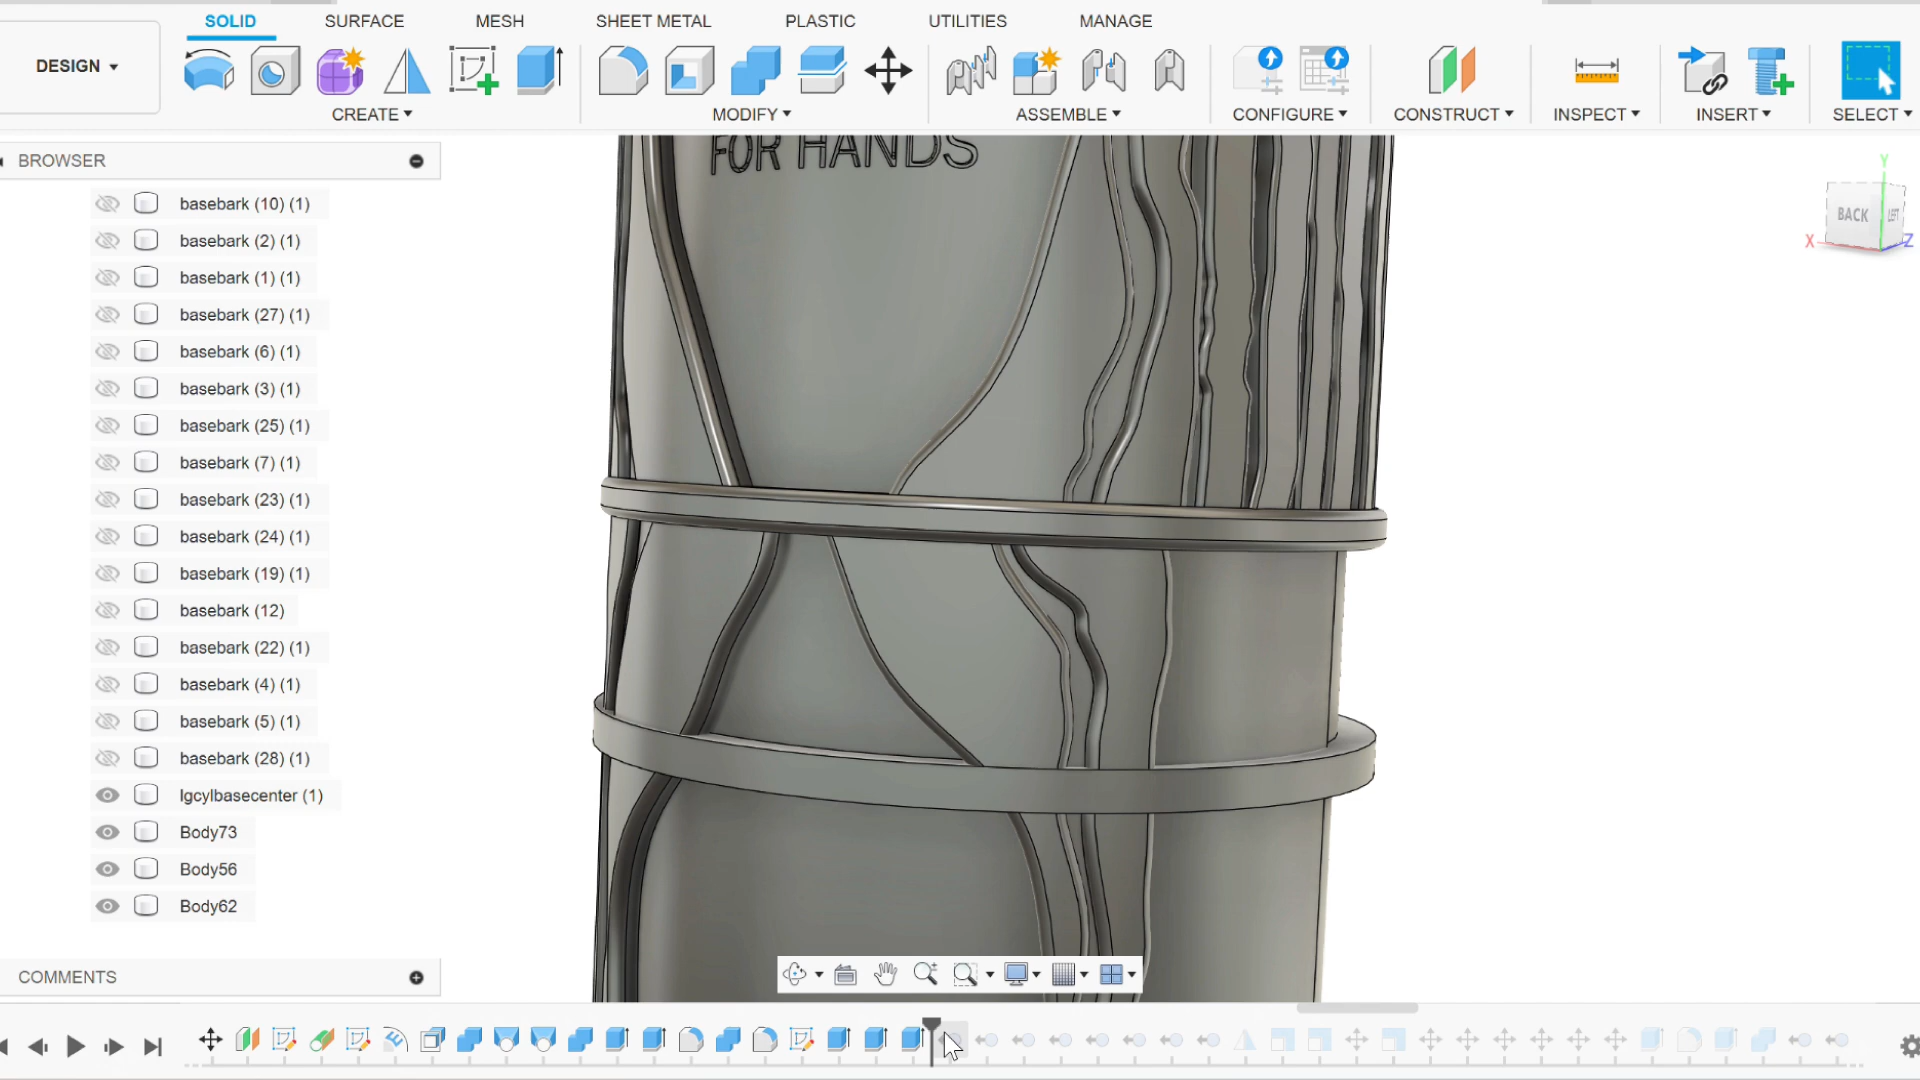 SOLID SURFACE MESH SHEET METAL PLASTIC UTILITIES MANAGE
DESIGN
CREATE MODIFY ASSEMBLE CONFIGURE CONSTRUCT INSPECT INSERT SELECT
BROWSER
basebark (10) (1)
basebark (2) (1)
basebark (1) (1)
basebark (27) (1)
basebark (6) (1)
basebark (3) (1)
basebark (25) (1)
basebark (7) (1)
basebark (23) (1)
basebark (24) (1)
basebark (19) (1)
basebark (12)
basebark (22) (1)
basebark (4) (1)
basebark (5) (1)
basebark (28) (1)
lgcylbasecenter (1)
Body73
Body56
Body62
COMMENTS
FOR HANDS
Y
BACK LEFT
X Z